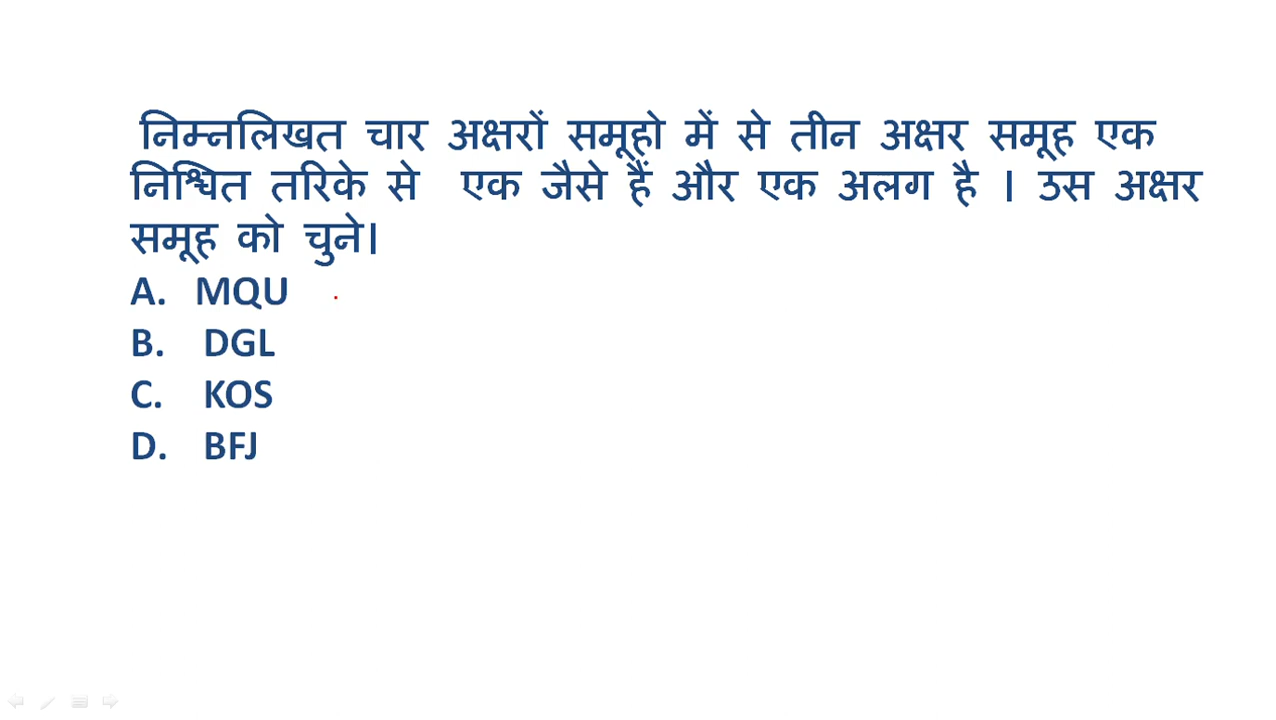 निम्नलिखत चार अक्षरों समूहो में से तीन अक्षर समूह एक
निश्चित तरिके से एक जैसे हैं और एक अलग है । उस अक्षर
समूह को चुने।
A. MQU
B. DGL
C. KOS
D. BFJ